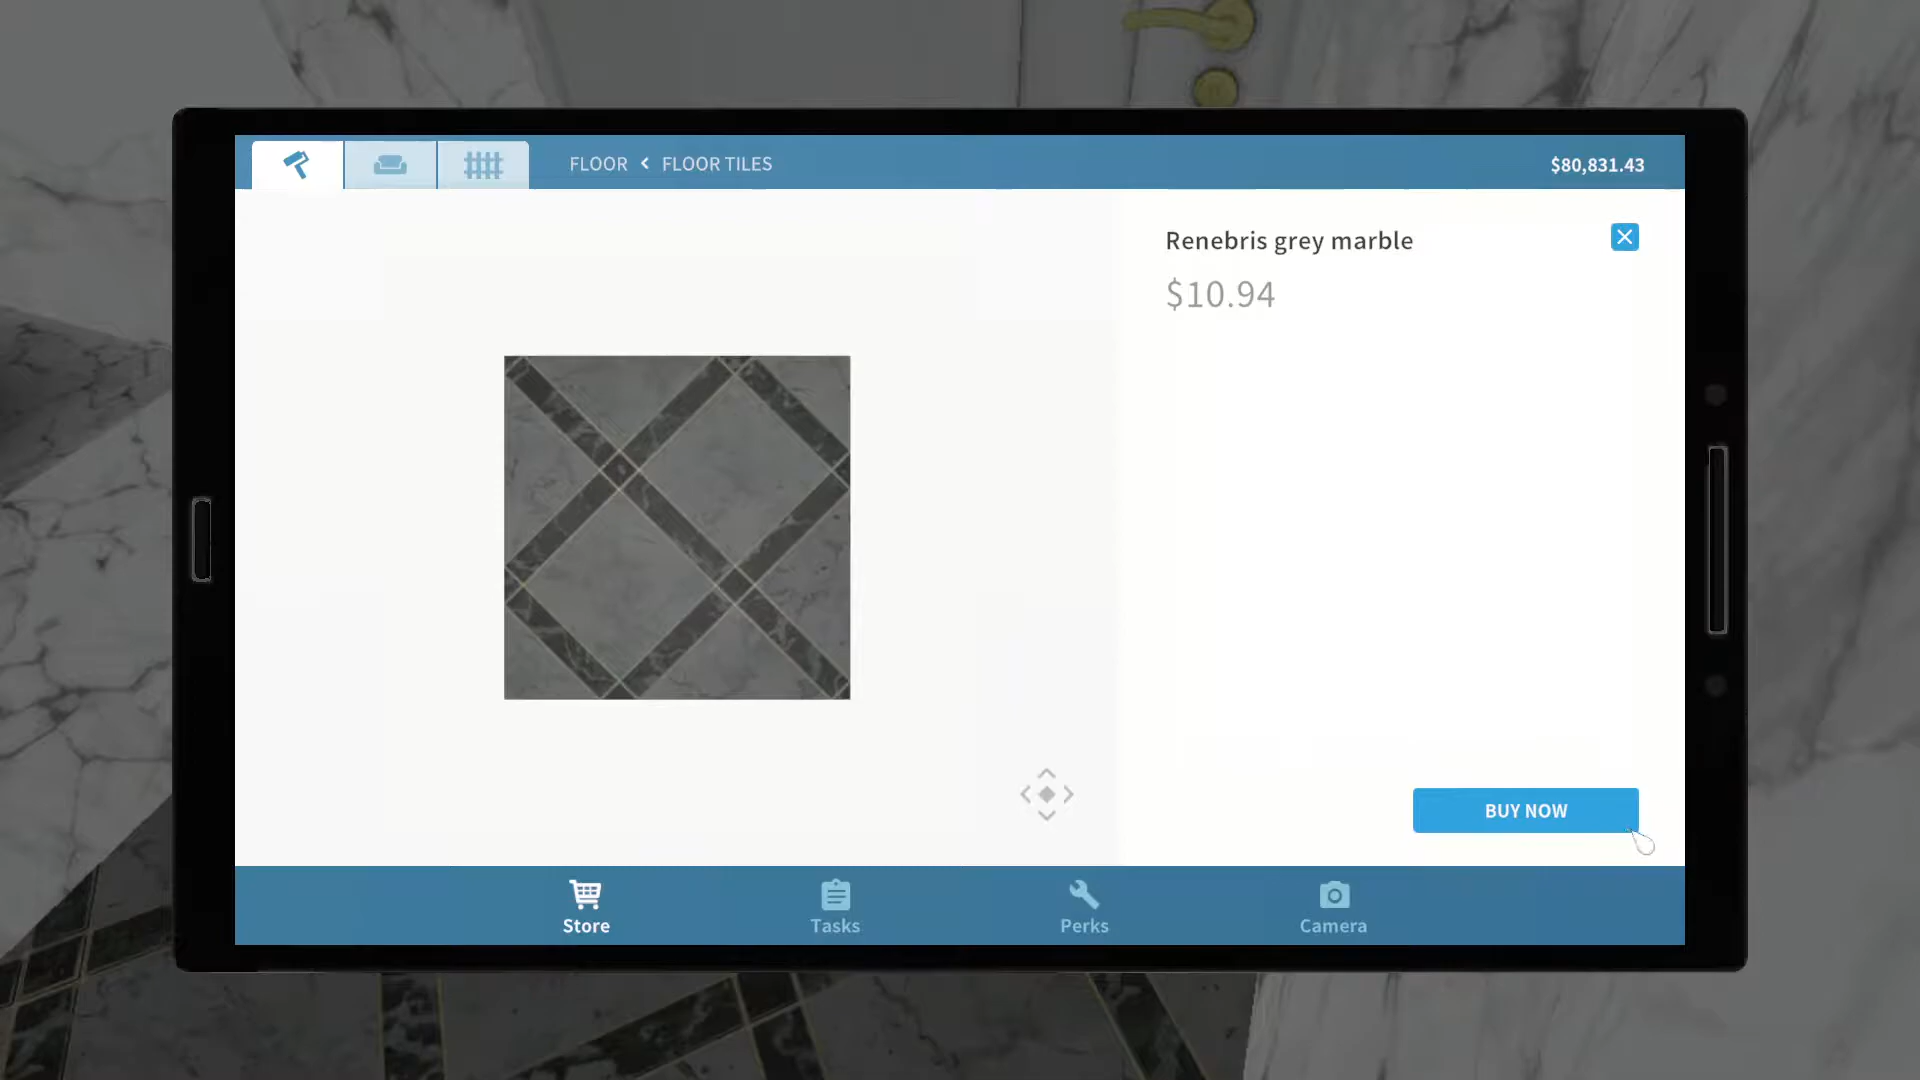 FLOOR < FLOOR TILES
$80,831.43
Renebris grey marble
$10.94
BUY NOW
Store
Tasks
Perks
Camera